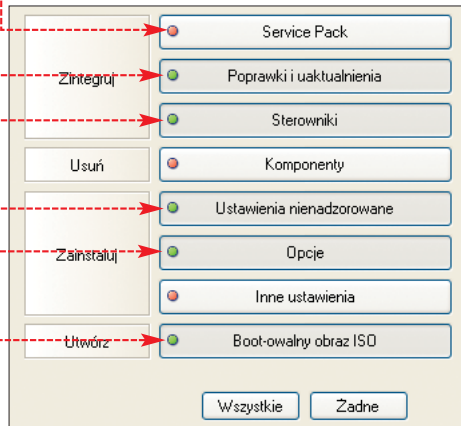 Zintegruj
Service Pack
Poprawki i uaktualnienia
Sterowniki
Usuń
Komponenty
Zainstaluj
Ustawienia nienadzorowane
Opcje
Inne ustawienia
Utwórz
Boot-owalny obraz ISO
Wszystkie
Żadne